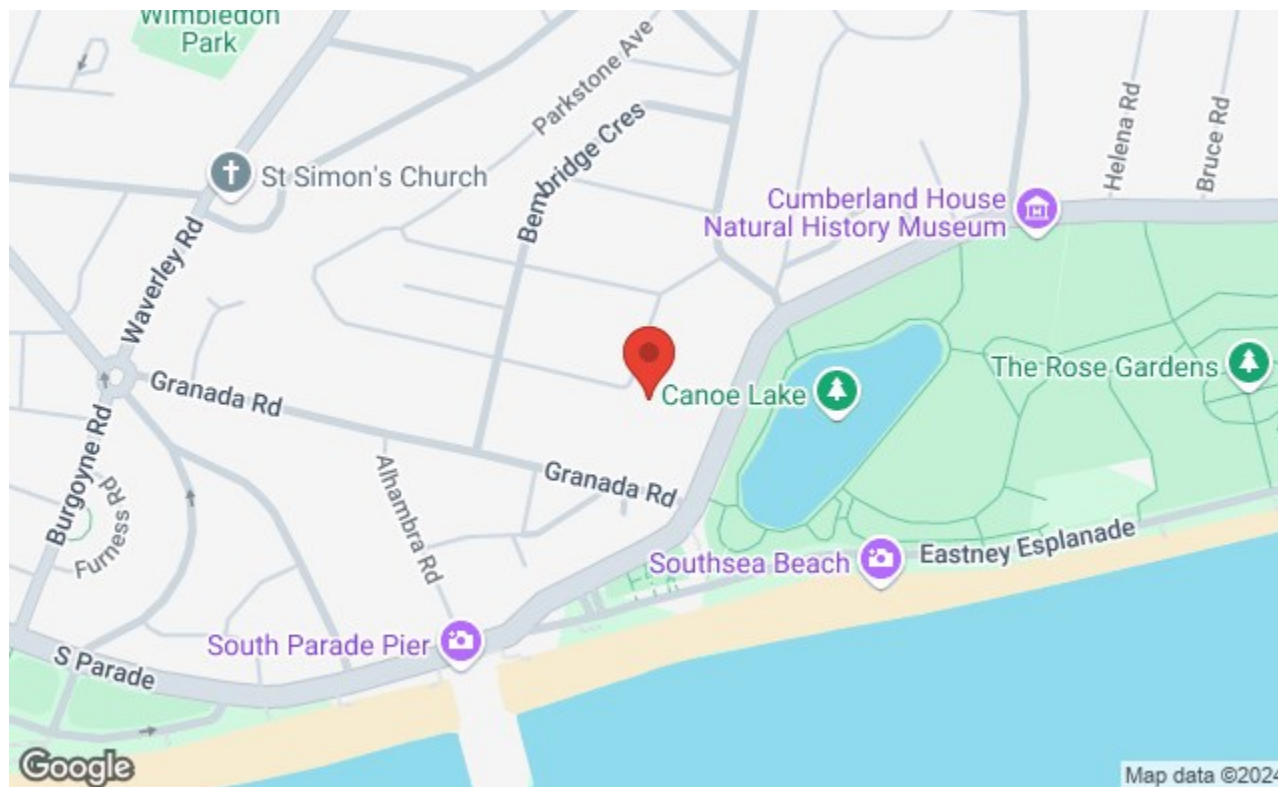 Wimbledon
Park
Parkstone Ave
Bembridge Cres
Helena Rd
Bruce Rd
St Simon's Church
Cumberland House
Natural History Museum
Waverley Rd
Granada Rd
Canoe Lake
The Rose Gardens
Burgoyne Rd
Furness Rd
Alhambra Rd
Granada Rd
Southsea Beach
Eastney Esplanade
South Parade Pier
S Parade
Google
Map data ©2024